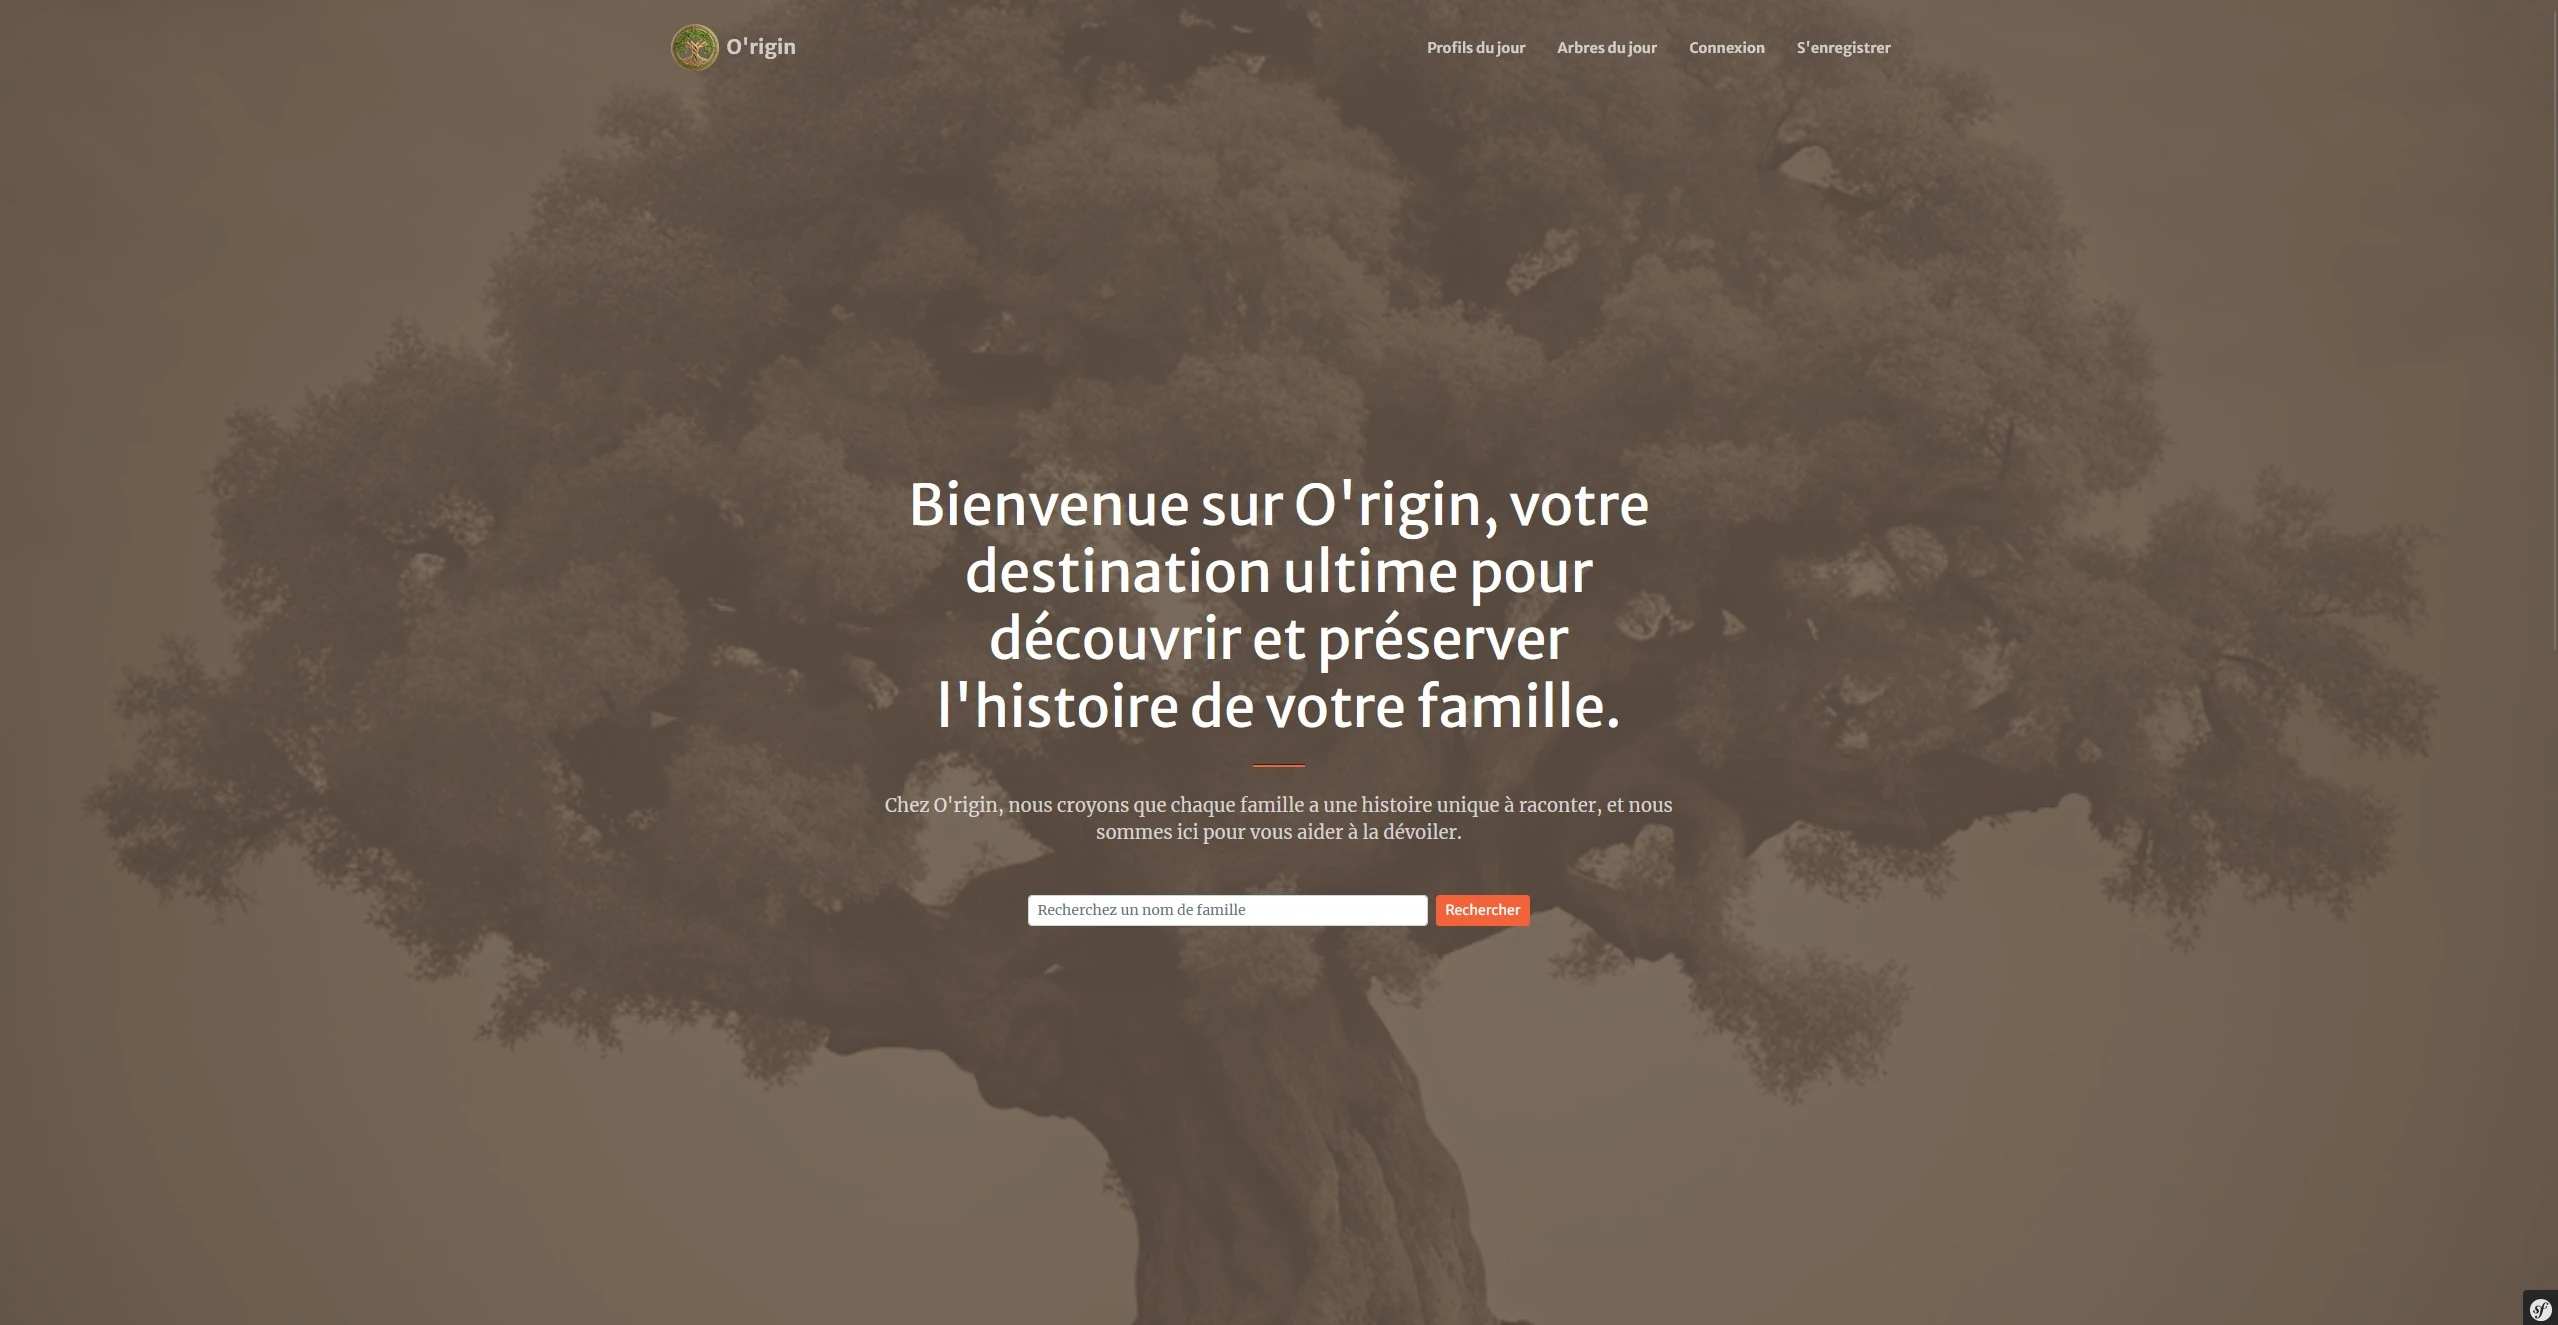 O'rigin
Profils du jour
Arbres du jour
Connexion
S'enregistrer
Bienvenue sur O'rigin, votre
destination ultime pour
découvrir et préserver
l'histoire de votre famille.
Chez O'rigin, nous croyons que chaque famille a une histoire unique à raconter, et nous
sommes ici pour vous aider à la dévoiler.
Recherchez un nom de famille
Rechercher
sf